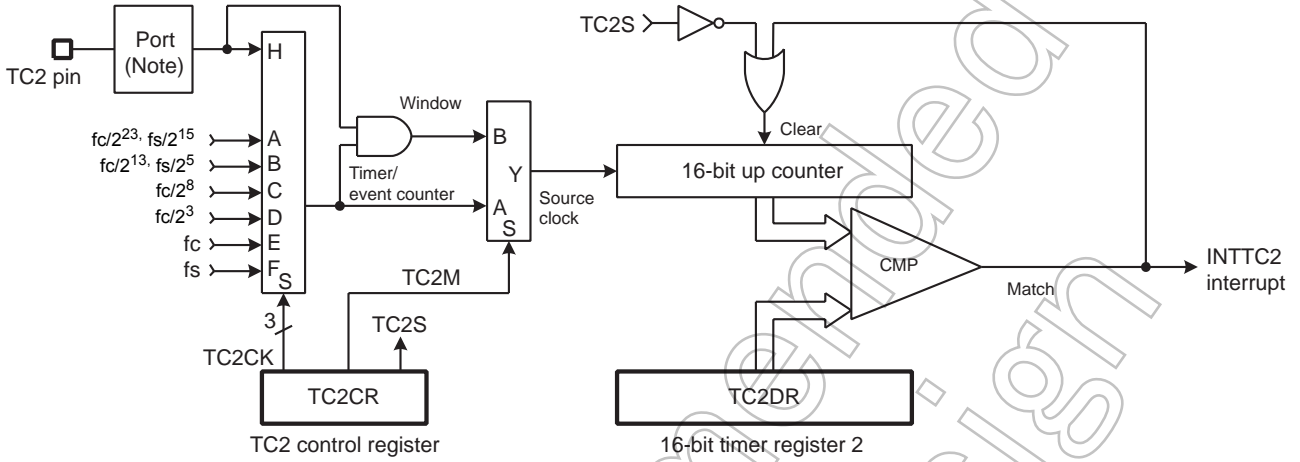 TC2 pin
Port
(Note)
H
fc/2^23, fs/2^15
A
fc/2^13, fs/2^5
B
fc/2^8
C
fc/2^3
D
fc
E
fs
F
S
3
TC2CK
Window
Timer/
event counter
B
Y
A
S
TC2M
TC2S
TC2CR
TC2 control register
Source
clock
TC2S
Clear
16-bit up counter
CMP
Match
INTTC2
interrupt
TC2DR
16-bit timer register 2
mended
sign